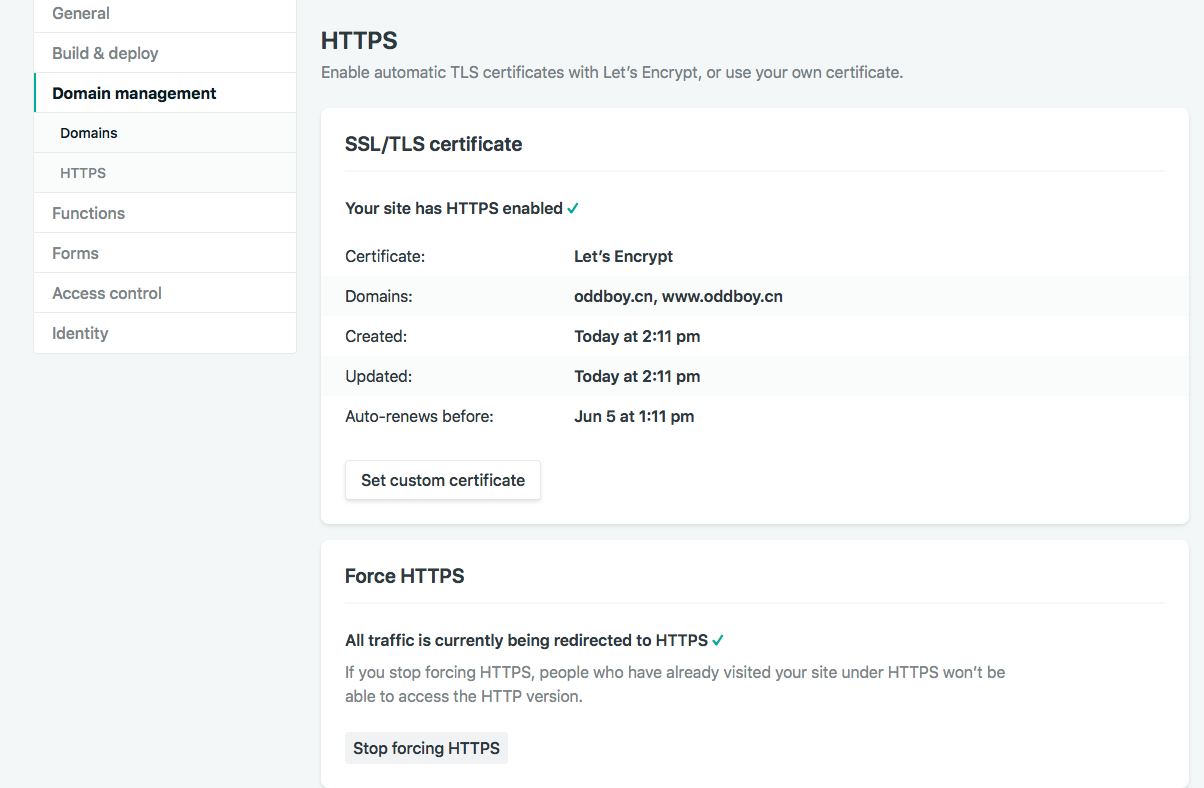 General
Build & deploy
Domain management
Domains
HTTPS
Functions
Forms
Access control
Identity
HTTPS
Enable automatic TLS certificates with Let’s Encrypt, or use your own certificate.
SSL/TLS certificate
Your site has HTTPS enabled ✓
Certificate: Let’s Encrypt
Domains: oddboy.cn, www.oddboy.cn
Created: Today at 2:11 pm
Updated: Today at 2:11 pm
Auto-renews before: Jun 5 at 1:11 pm
Set custom certificate
Force HTTPS
All traffic is currently being redirected to HTTPS ✓
If you stop forcing HTTPS, people who have already visited your site under HTTPS won’t be
able to access the HTTP version.
Stop forcing HTTPS